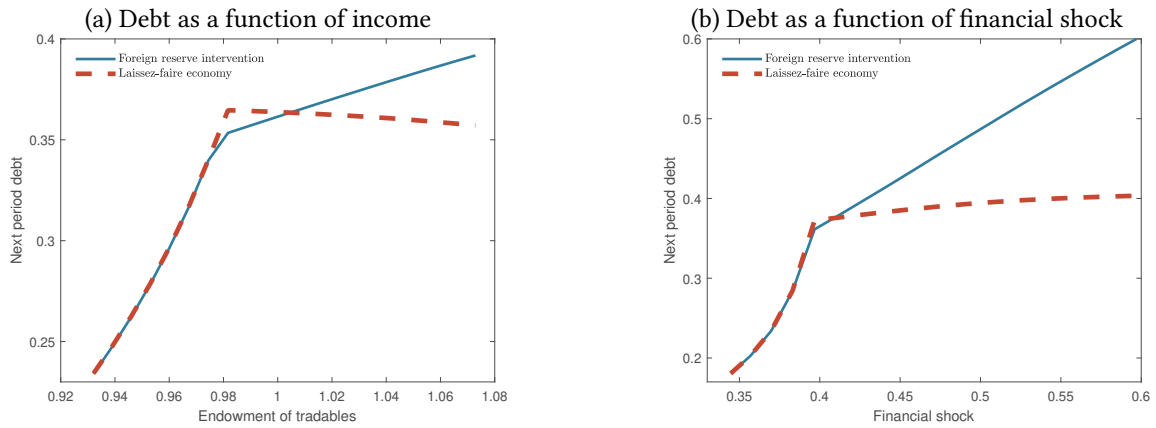 (a) Debt as a function of income
0.4
0.35
0.3
0.25
Next period debt
Foreign reserve intervention
Laissez-faire economy
0.92 0.94 0.96 0.98 1 1.02 1.04 1.06 1.08
Endowment of tradables
(b) Debt as a function of financial shock
0.6
0.5
0.4
0.3
0.2
Next period debt
Foreign reserve intervention
Laissez-faire economy
0.35 0.4 0.45 0.5 0.55 0.6
Financial shock